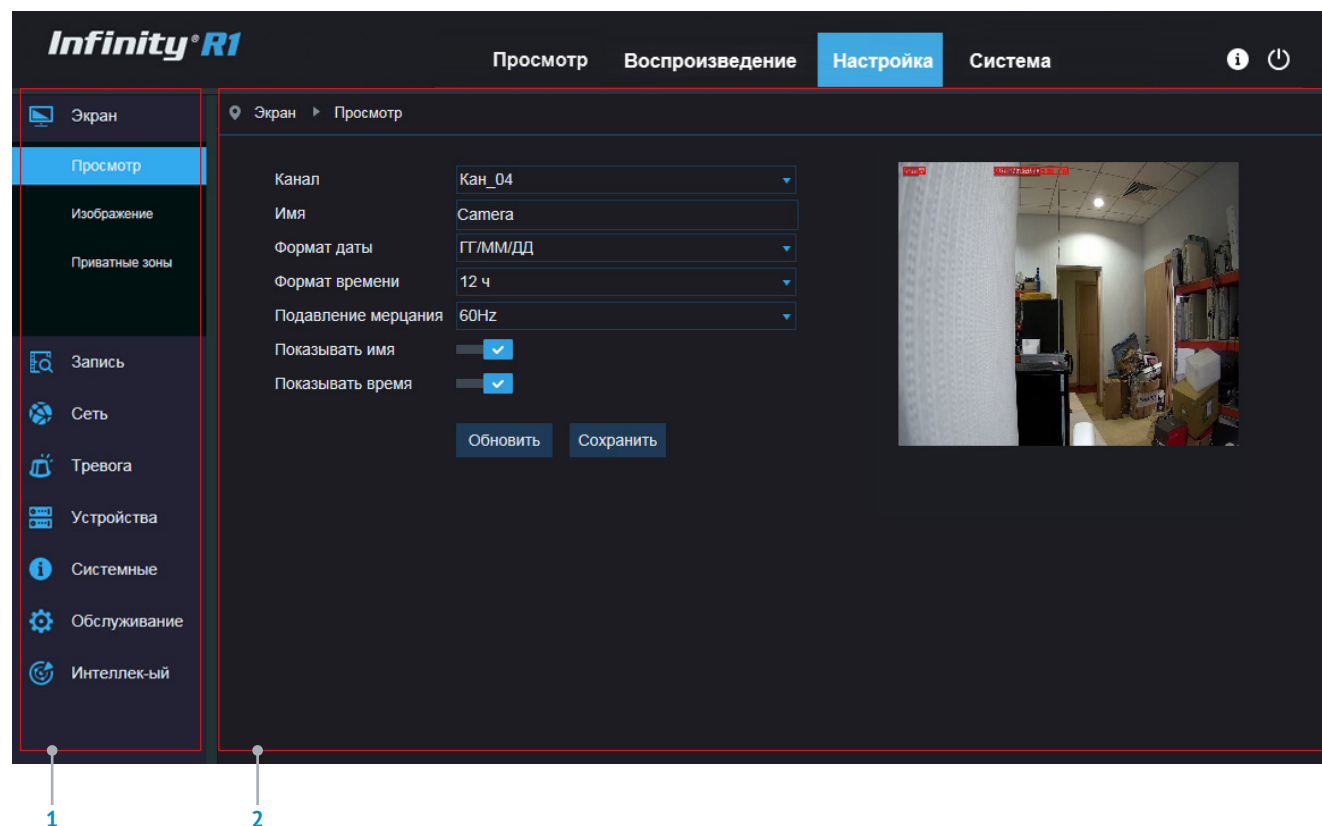 Infinity® R1
Просмотр Воспроизведение Настройка Система
Экран
Просмотр
Изображение
Приватные зоны
Запись
Сеть
Тревога
Устройства
Системные
Обслуживание
Интеллек-ый
Экран Просмотр
Канал Кан_04
Имя Camera
Формат даты ГГ/ММ/ДД
Формат времени 12 ч
Подавление мерцания 60Hz
Показывать имя
Показывать время
Обновить Сохранить
1 2